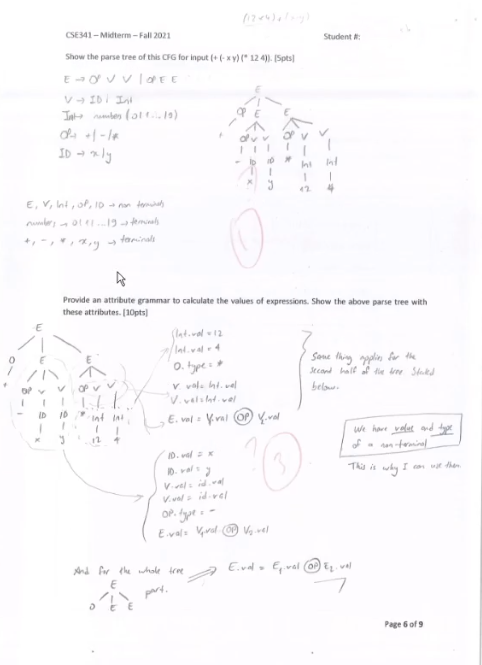 (12*4)+(-xy)
CSE341 – Midterm – Fall 2021 Student #:
Show the parse tree of this CFG for input (+ (- x y) (* 12 4)). [5pts]
E → OP V V | OP E E
V → ID | Int
Int → numbers (0|1|...|9)
OP → +|-|*
ID → x|y
E
OP E E
+ OP V V OP V V
- ID ID * Int Int
x y 12 4
E, V, Int, OP, ID → non terminals
numbers → 0|1|...|9 → terminals
+, -, *, x, y → terminals
1
Provide an attribute grammar to calculate the values of expressions. Show the above parse tree with
these attributes. [10pts]
E
O E E
+ OP V V OP V V
- ID ID * Int Int
x y 12 4
Int.val = 12
Int.val = 4
O.type = *
V.val = Int.val
V.val = Int.val
E.val = V1.val OP V2.val
Same thing applies for the
second half of the tree. Stated
below.
We have value and type
of a non-terminal
This is why I can use them
? 3
ID.val = x
ID.val = y
V.val = id.val
V.val = id.val
OP.type = -
E.val = V1.val OP V2.val
And for the whole tree E.val = E1.val OP E2.val
E
O E E part.
Page 6 of 9